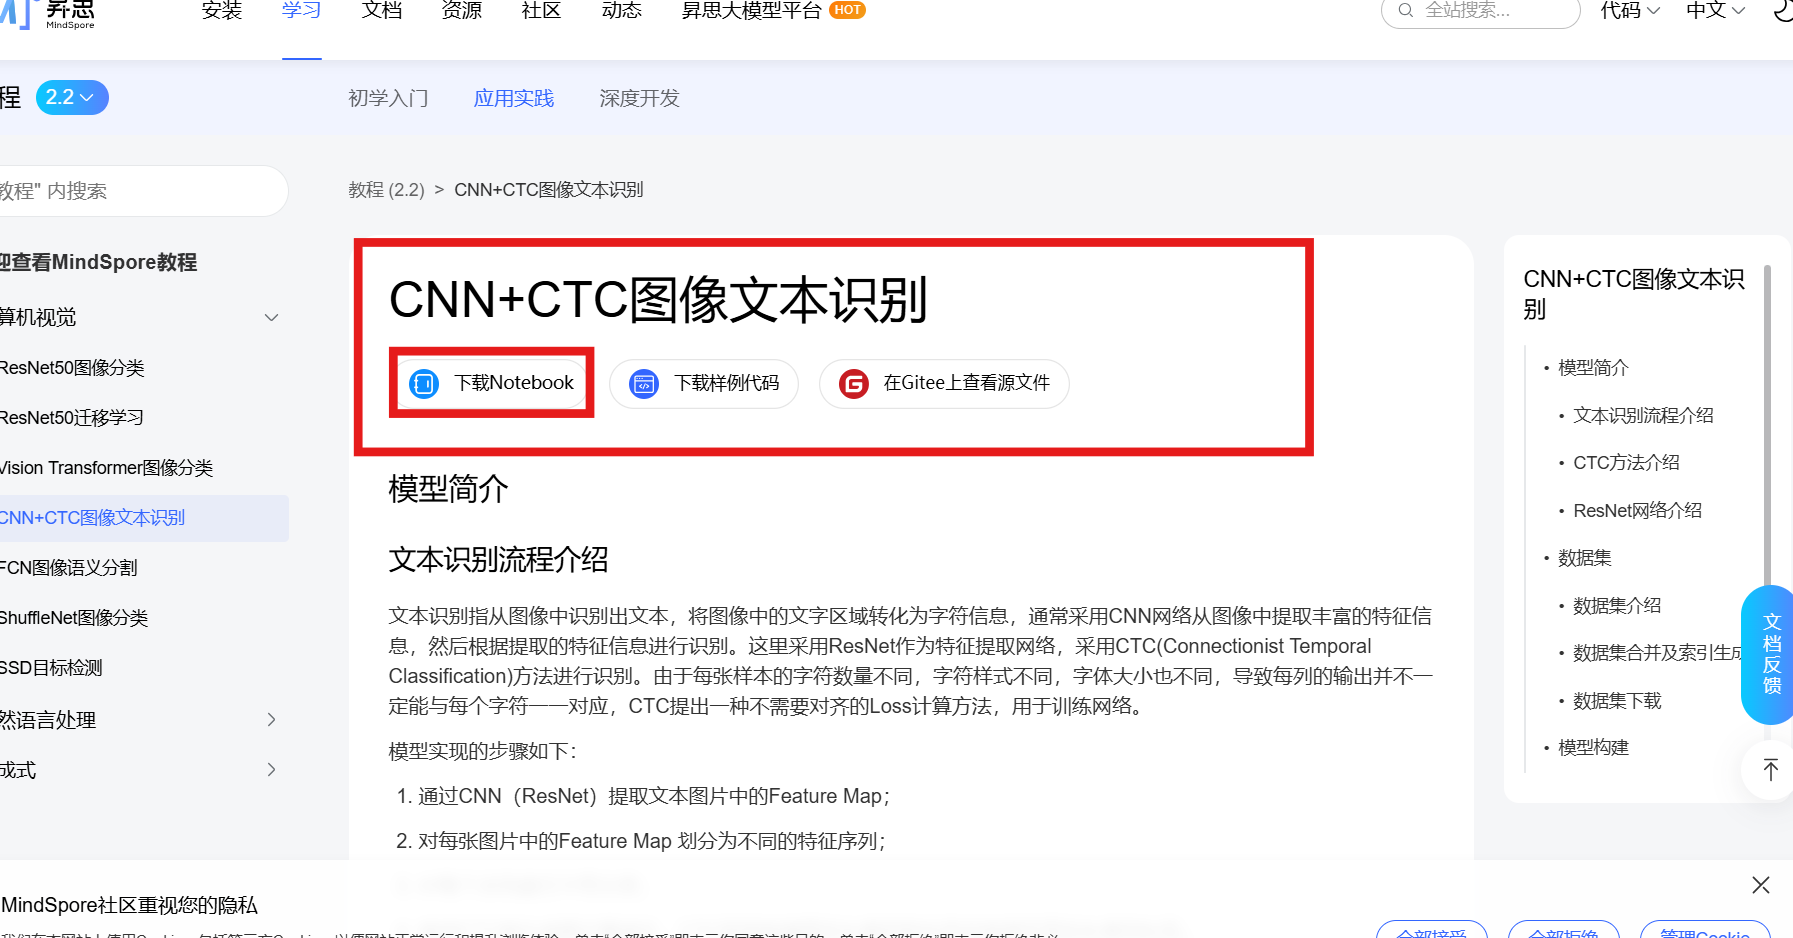 昇思
MindSpore
安装
学习
文档
资源
社区
动态
昇思大模型平台
HOT
全站搜索...
代码
中文
程
2.2
初学入门
应用实践
深度开发
教程" 内搜索
教程 (2.2) > CNN+CTC图像文本识别
迎查看MindSpore教程
算机视觉
ResNet50图像分类
ResNet50迁移学习
Vision Transformer图像分类
CNN+CTC图像文本识别
FCN图像语义分割
ShuffleNet图像分类
SSD目标检测
然语言处理
成式
CNN+CTC图像文本识别
下载Notebook
下载样例代码
在Gitee上查看源文件
模型简介
文本识别流程介绍
文本识别指从图像中识别出文本，将图像中的文字区域转化为字符信息，通常采用CNN网络从图像中提取丰富的特征信
息，然后根据提取的特征信息进行识别。这里采用ResNet作为特征提取网络，采用CTC(Connectionist Temporal
Classification)方法进行识别。由于每张样本的字符数量不同，字符样式不同，字体大小也不同，导致每列的输出并不一
定能与每个字符一一对应，CTC提出一种不需要对齐的Loss计算方法，用于训练网络。
模型实现的步骤如下：
1. 通过CNN（ResNet）提取文本图片中的Feature Map；
2. 对每张图片中的Feature Map 划分为不同的特征序列；
CNN+CTC图像文本识
别
• 模型简介
• 文本识别流程介绍
• CTC方法介绍
• ResNet网络介绍
• 数据集
• 数据集介绍
• 数据集合并及索引生成
• 数据集下载
• 模型构建
文档反馈
MindSpore社区重视您的隐私
全部接受
全部拒绝
管理Cookie